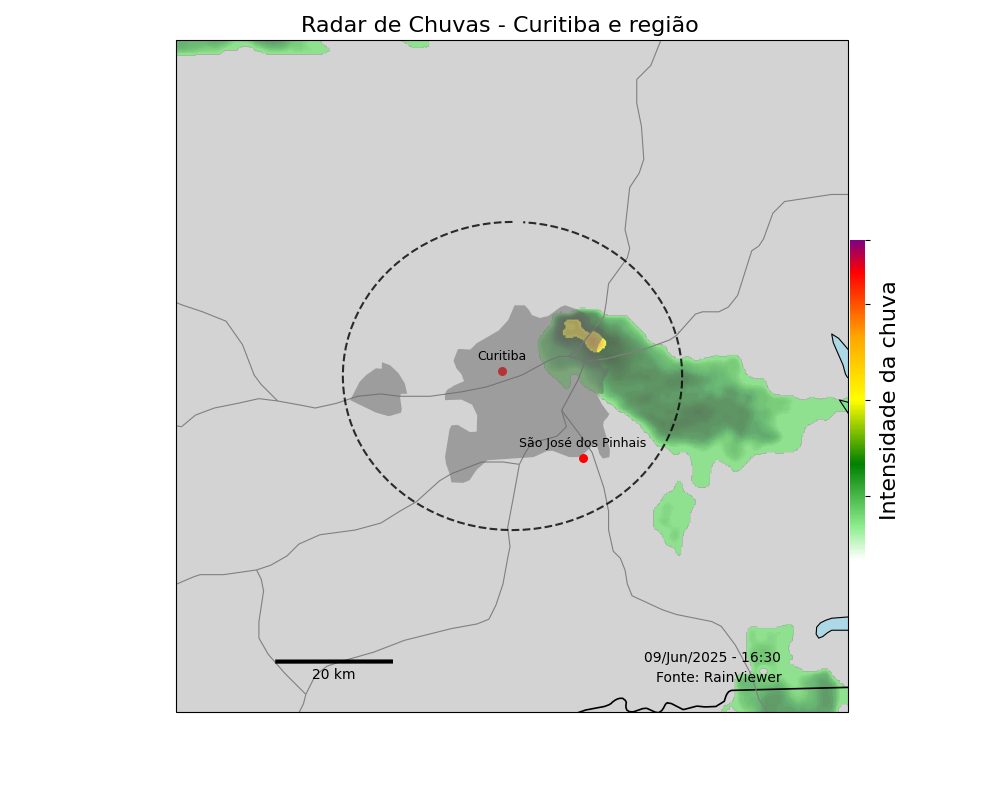 Radar de Chuvas - Curitiba e região
Curitiba
São José dos Pinhais
Intensidade da chuva
09/Jun/2025 - 16:30
Fonte: RainViewer
20 km